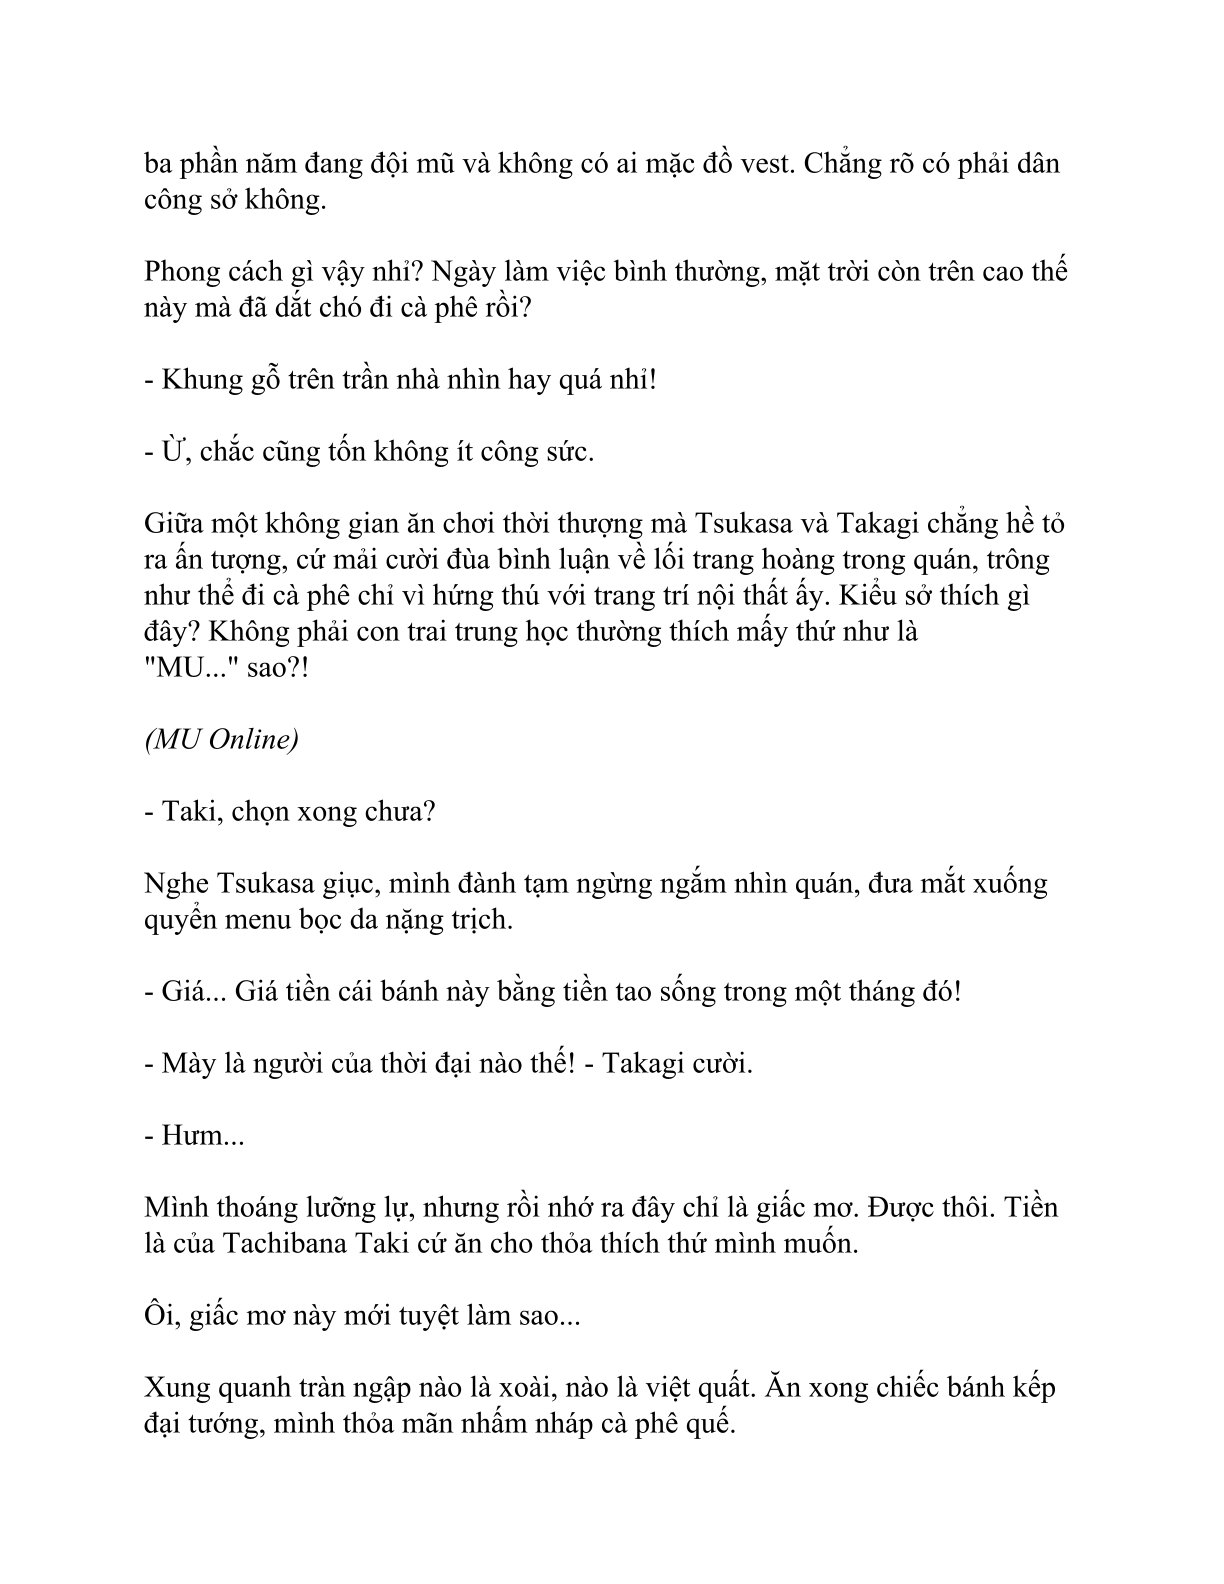 ba phần năm đang đội mũ và không có ai mặc đồ vest. Chẳng rõ có phải dân
công sở không.
Phong cách gì vậy nhỉ? Ngày làm việc bình thường, mặt trời còn trên cao thế
này mà đã dắt chó đi cà phê rồi?
- Khung gỗ trên trần nhà nhìn hay quá nhỉ!
- Ừ, chắc cũng tốn không ít công sức.
Giữa một không gian ăn chơi thời thượng mà Tsukasa và Takagi chẳng hề tỏ
ra ấn tượng, cứ mải cười đùa bình luận về lối trang hoàng trong quán, trông
như thể đi cà phê chỉ vì hứng thú với trang trí nội thất ấy. Kiểu sở thích gì
đây? Không phải con trai trung học thường thích mấy thứ như là
"MU..." sao?!
(MU Online)
- Taki, chọn xong chưa?
Nghe Tsukasa giục, mình đành tạm ngừng ngắm nhìn quán, đưa mắt xuống
quyển menu bọc da nặng trịch.
- Giá... Giá tiền cái bánh này bằng tiền tao sống trong một tháng đó!
- Mày là người của thời đại nào thế! - Takagi cười.
- Hưm...
Mình thoáng lưỡng lự, nhưng rồi nhớ ra đây chỉ là giấc mơ. Được thôi. Tiền
là của Tachibana Taki cứ ăn cho thỏa thích thứ mình muốn.
Ôi, giấc mơ này mới tuyệt làm sao...
Xung quanh tràn ngập nào là xoài, nào là việt quất. Ăn xong chiếc bánh kếp
đại tướng, mình thỏa mãn nhấm nháp cà phê quế.